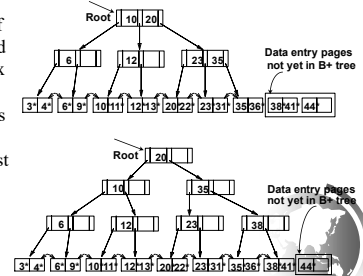 Root 10 20
6 12 23 35
Data entry pages
not yet in B+ tree
3* 4* 6* 9* 10* 11* 12* 13* 20* 22* 23* 31* 35* 36* 38* 41* 44*
Root 20
10 35
Data entry pages
not yet in B+ tree
6 12 23 38
3* 4* 6* 9* 10* 11* 12* 13* 20* 22* 23* 31* 35* 36* 38* 41* 44*